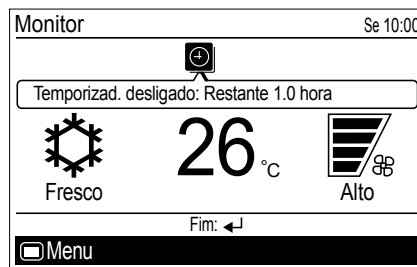 Monitor
Se 10:00
Temporizad. desligado: Restante 1.0 hora
26 °C
Fresco
Alto
Fim:
Menu